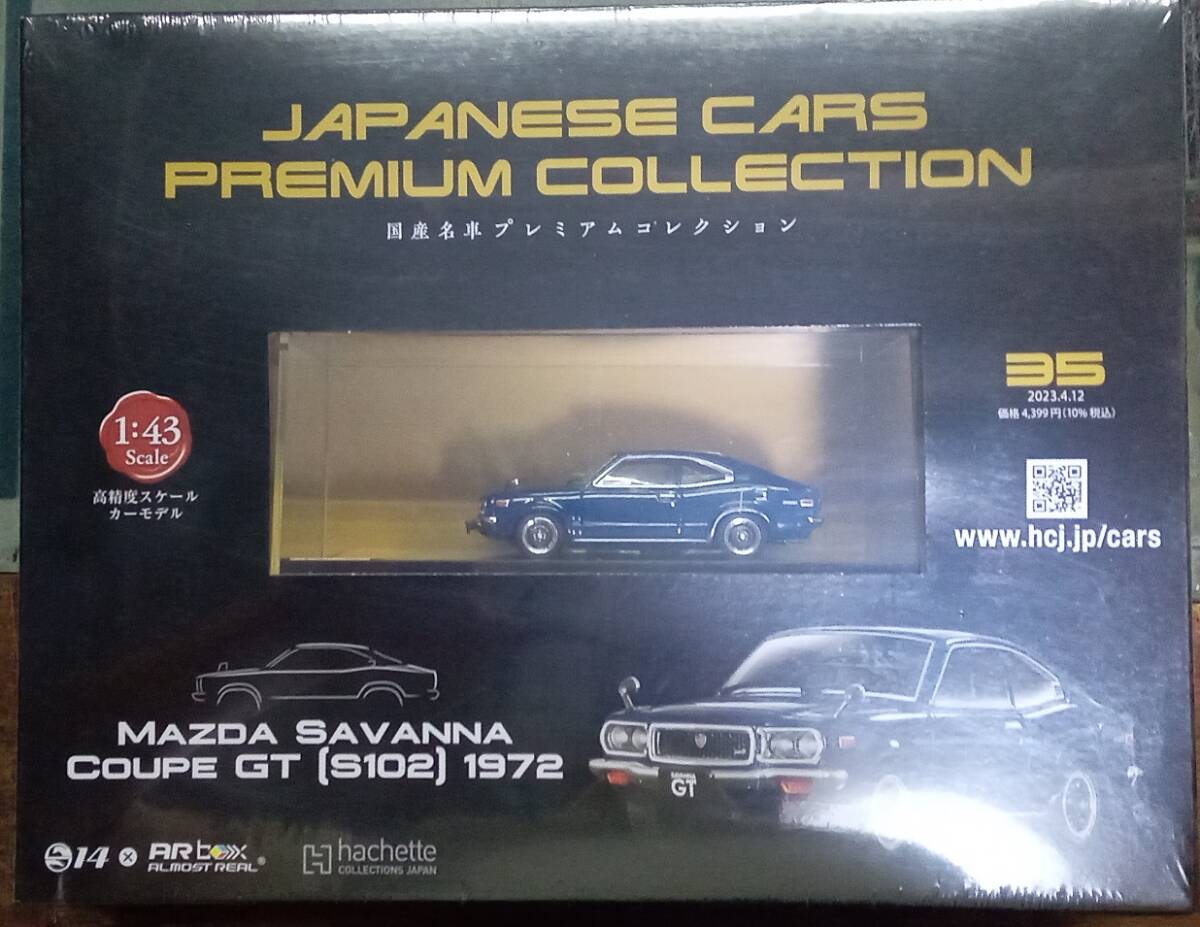 JAPANESE CARS
PREMIUM COLLECTION
国産名車プレミアムコレクション
35
2023.4.12
価格 4,399円(10%税込)
1:43
Scale
高精度スケール
カーモデル
www.hcj.jp/cars
MAZDA SAVANNA
COUPE GT (S102) 1972
SAVANNA
GT
14 × ARbox
ALMOST REAL®
hachette
COLLECTIONS JAPAN